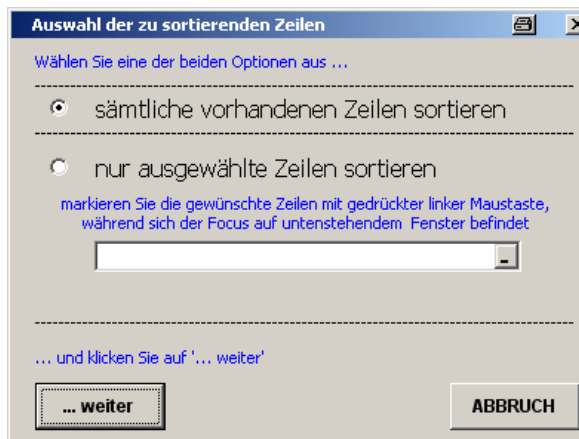 Auswahl der zu sortierenden Zeilen
Wählen Sie eine der beiden Optionen aus ...
sämtliche vorhandenen Zeilen sortieren
nur ausgewählte Zeilen sortieren
markieren Sie die gewünschte Zeilen mit gedrückter linker Maustaste,
während sich der Focus auf untenstehendem Fenster befindet
... und klicken Sie auf '... weiter'
... weiter
ABBRUCH